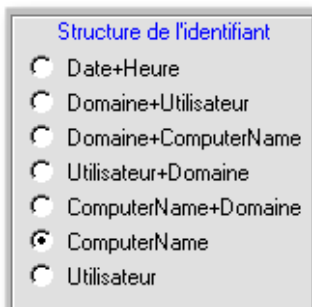 Structure de l'identifiant
Date+Heure
Domaine+Utilisateur
Domaine+ComputerName
Utilisateur+Domaine
ComputerName+Domaine
ComputerName
Utilisateur